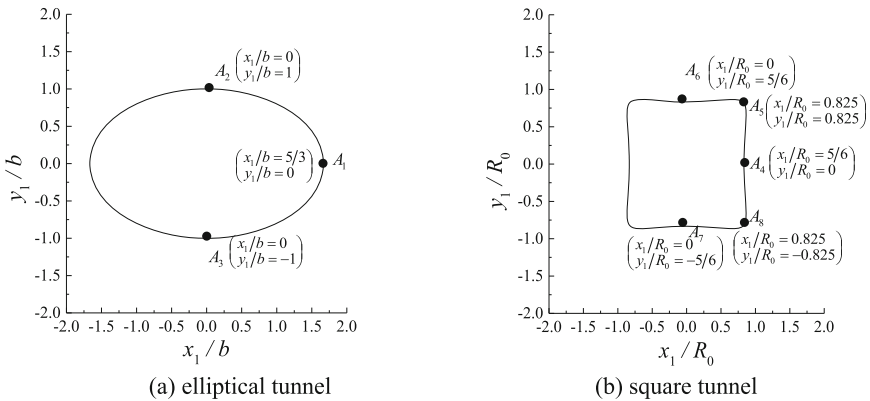 2.0
1.5
1.0
0.5
0.0
-0.5
-1.0
-1.5
-2.0
y₁ / b
-2.0 -1.5 -1.0 -0.5 0.0 0.5 1.0 1.5 2.0
x₁ / b
A₂ (x₁/b = 0
y₁/b = 1)
(x₁/b = 5/3
y₁/b = 0) A₁
A₃ (x₁/b = 0
y₁/b = −1)
(a) elliptical tunnel
2.0
1.5
1.0
0.5
0.0
-0.5
-1.0
-1.5
-2.0
y₁ / R₀
-2.0 -1.5 -1.0 -0.5 0.0 0.5 1.0 1.5 2.0
x₁ / R₀
A₆ (x₁/R₀ = 0
y₁/R₀ = 5/6)
A₅ (x₁/R₀ = 0.825
y₁/R₀ = 0.825)
A₄ (x₁/R₀ = 5/6
y₁/R₀ = 0)
A₇
(x₁/R₀ = 0
y₁/R₀ = −5/6)
A₈
(x₁/R₀ = 0.825
y₁/R₀ = −0.825)
(b) square tunnel